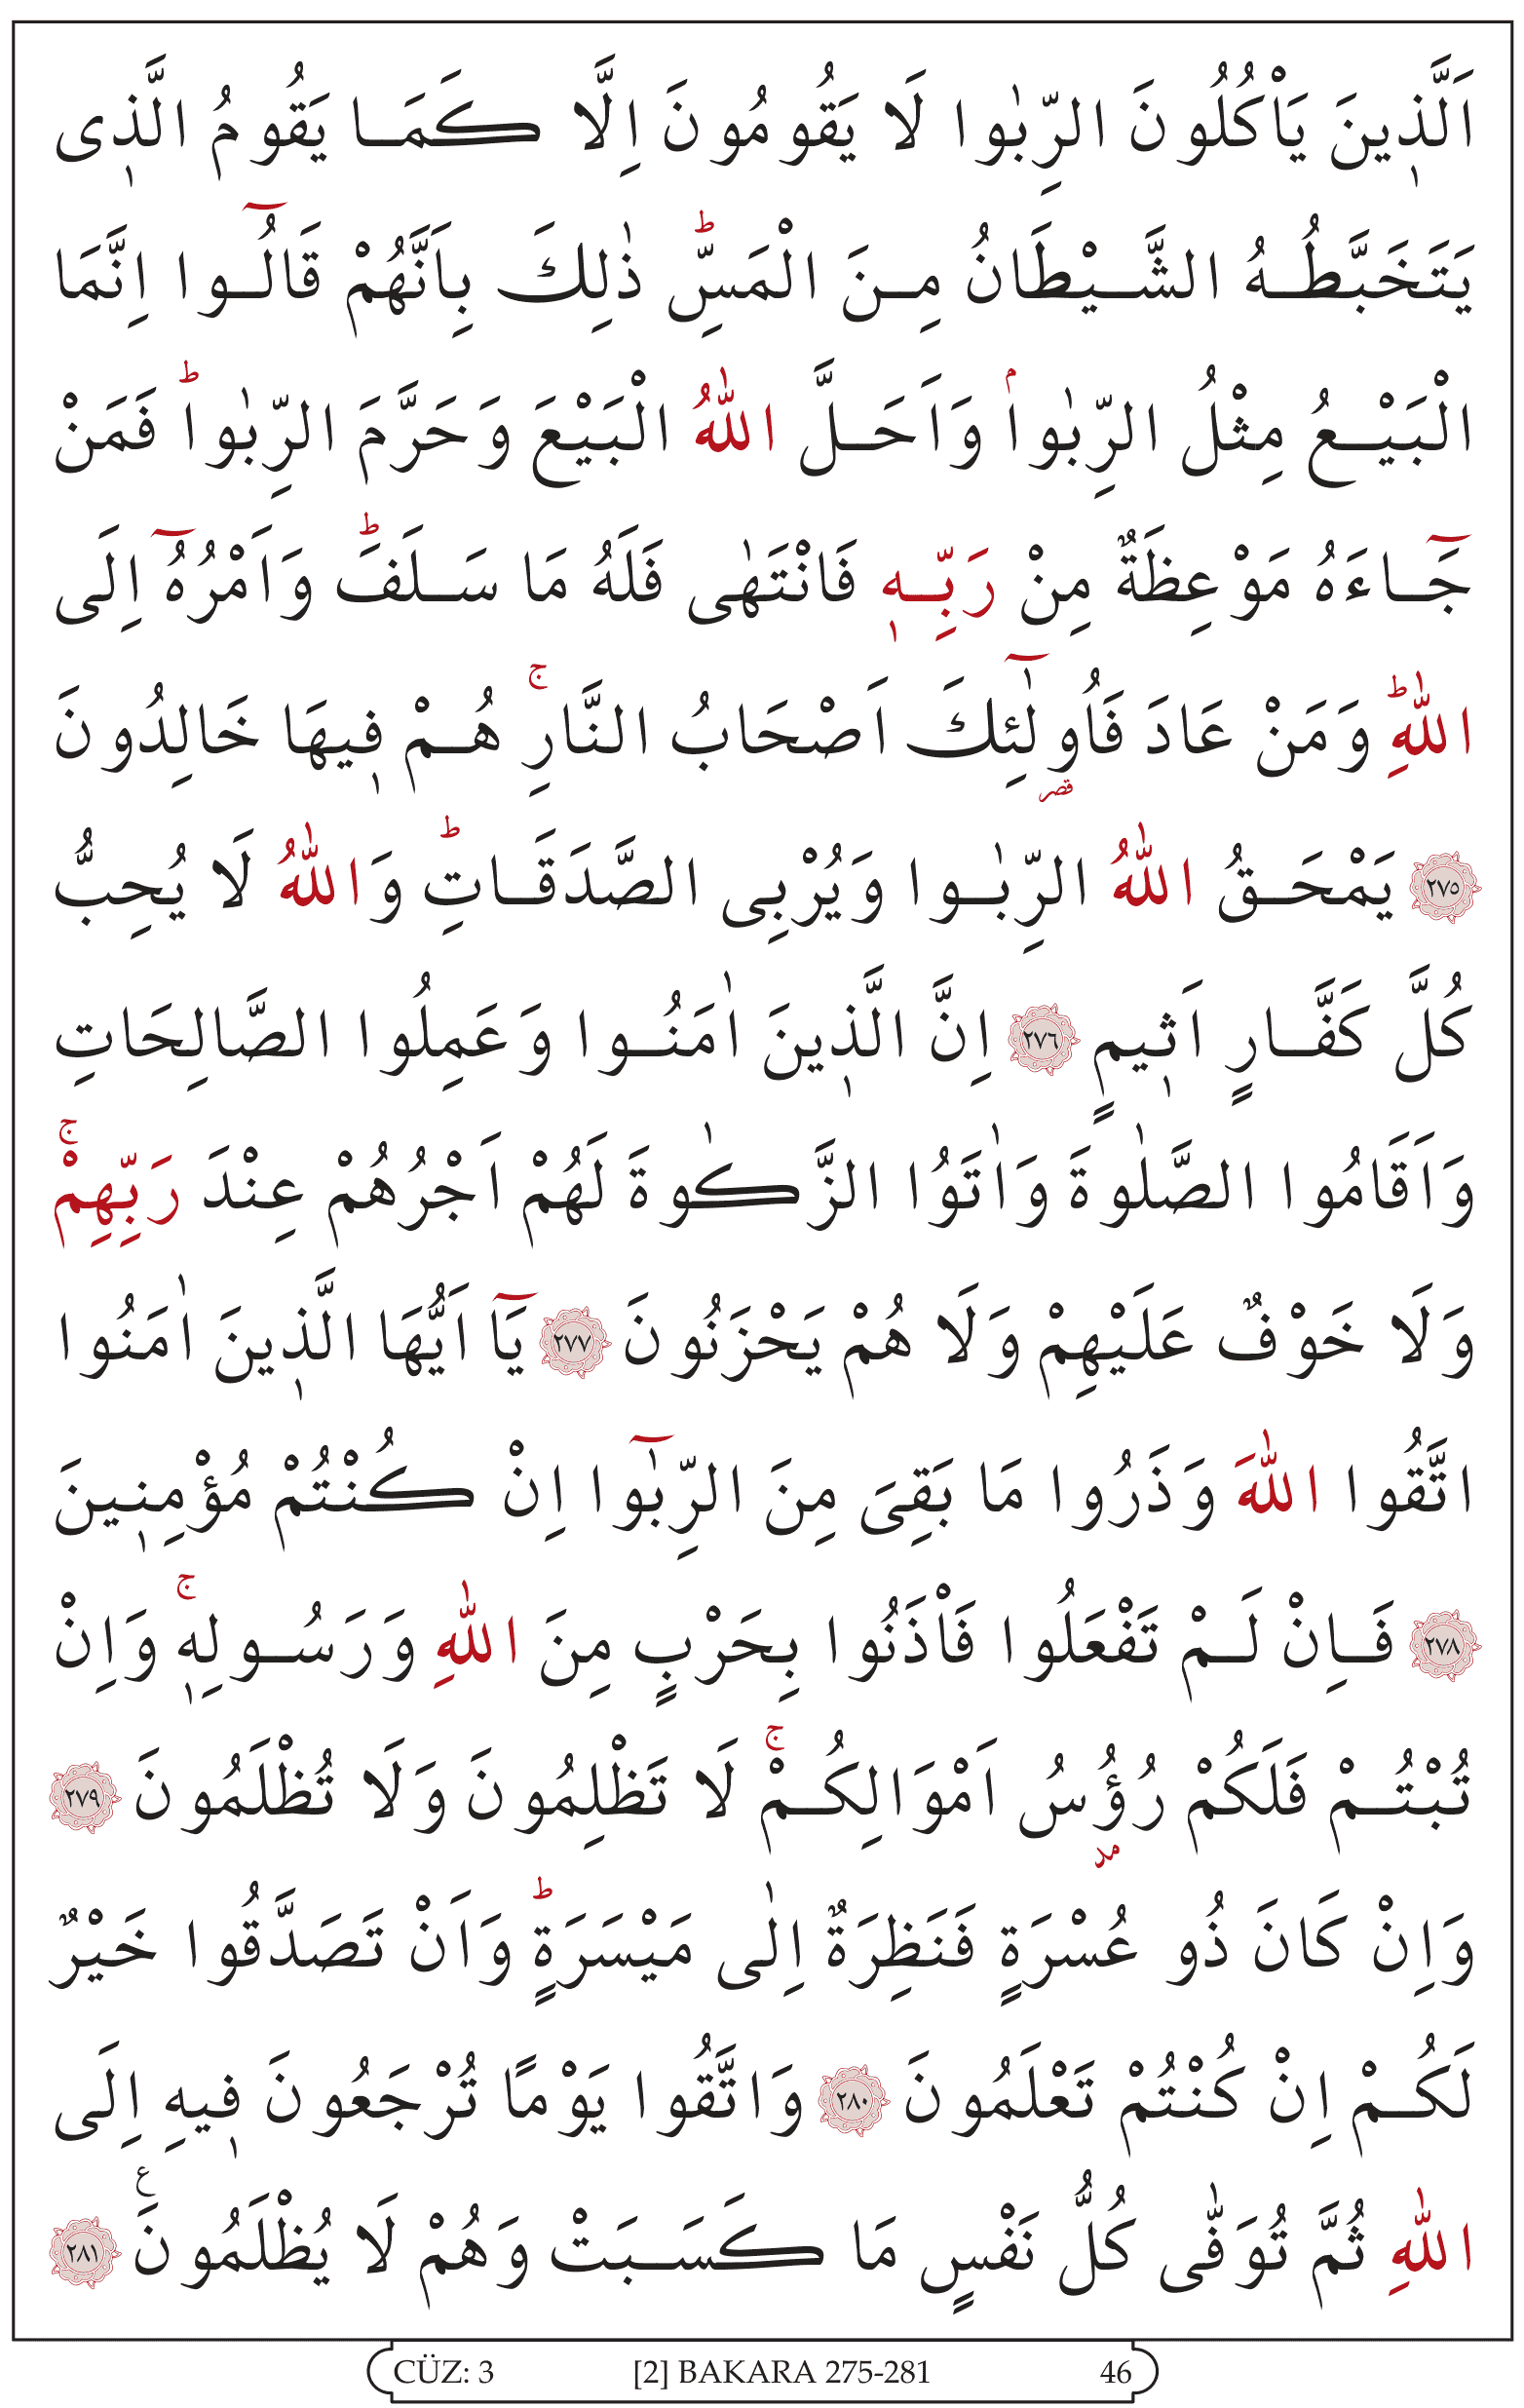 اَلَّذ۪ينَ يَاْكُلُونَ الرِّبٰوا لَا يَقُومُونَ اِلَّا كَمَا يَقُومُ الَّذ۪ى
يَتَخَبَّطُهُ الشَّيْطَانُ مِنَ الْمَسِّۜ ذٰلِكَ بِاَنَّهُمْ قَالُٓوا اِنَّمَا
الْبَيْعُ مِثْلُ الرِّبٰواۢ وَاَحَلَّ اللّٰهُ الْبَيْعَ وَحَرَّمَ الرِّبٰواۜ فَمَنْ
جَٓاءَهُ مَوْعِظَةٌ مِنْ رَبِّه۪ فَانْتَهٰى فَلَهُ مَا سَلَفَۜ وَاَمْرُهُٓ اِلَى
اللّٰهِۜ وَمَنْ عَادَ فَاُو۬لٰٓئِكَ اَصْحَابُ النَّارِۚ هُمْ ف۪يهَا خَالِدُونَ
﴿٢٧٥﴾ يَمْحَقُ اللّٰهُ الرِّبٰوا وَيُرْبِى الصَّدَقَاتِۜ وَاللّٰهُ لَا يُحِبُّ
كُلَّ كَفَّارٍ اَث۪يمٍ ﴿٢٧٦﴾ اِنَّ الَّذ۪ينَ اٰمَنُوا وَعَمِلُوا الصَّالِحَاتِ
وَاَقَامُوا الصَّلٰوةَ وَاٰتَوُا الزَّكٰوةَ لَهُمْ اَجْرُهُمْ عِنْدَ رَبِّهِمْۚ
وَلَا خَوْفٌ عَلَيْهِمْ وَلَا هُمْ يَحْزَنُونَ ﴿٢٧٧﴾ يَٓا اَيُّهَا الَّذ۪ينَ اٰمَنُوا
اتَّقُوا اللّٰهَ وَذَرُوا مَا بَقِىَ مِنَ الرِّبٰٓوا اِنْ كُنْتُمْ مُؤْمِن۪ينَ
﴿٢٧٨﴾ فَاِنْ لَمْ تَفْعَلُوا فَاْذَنُوا بِحَرْبٍ مِنَ اللّٰهِ وَرَسُولِه۪ۚ وَاِنْ
تُبْتُمْ فَلَكُمْ رُؤُ۫سُ اَمْوَالِكُمْۚ لَا تَظْلِمُونَ وَلَا تُظْلَمُونَ ﴿٢٧٩﴾
وَاِنْ كَانَ ذُو عُسْرَةٍ فَنَظِرَةٌ اِلٰى مَيْسَرَةٍۜ وَاَنْ تَصَدَّقُوا خَيْرٌ
لَكُمْ اِنْ كُنْتُمْ تَعْلَمُونَ ﴿٢٨٠﴾ وَاتَّقُوا يَوْمًا تُرْجَعُونَ ف۪يهِ اِلَى
اللّٰهِ ثُمَّ تُوَفّٰى كُلُّ نَفْسٍ مَا كَسَبَتْ وَهُمْ لَا يُظْلَمُونَ۟ ﴿٢٨١﴾
CÜZ: 3 [2] BAKARA 275-281 46